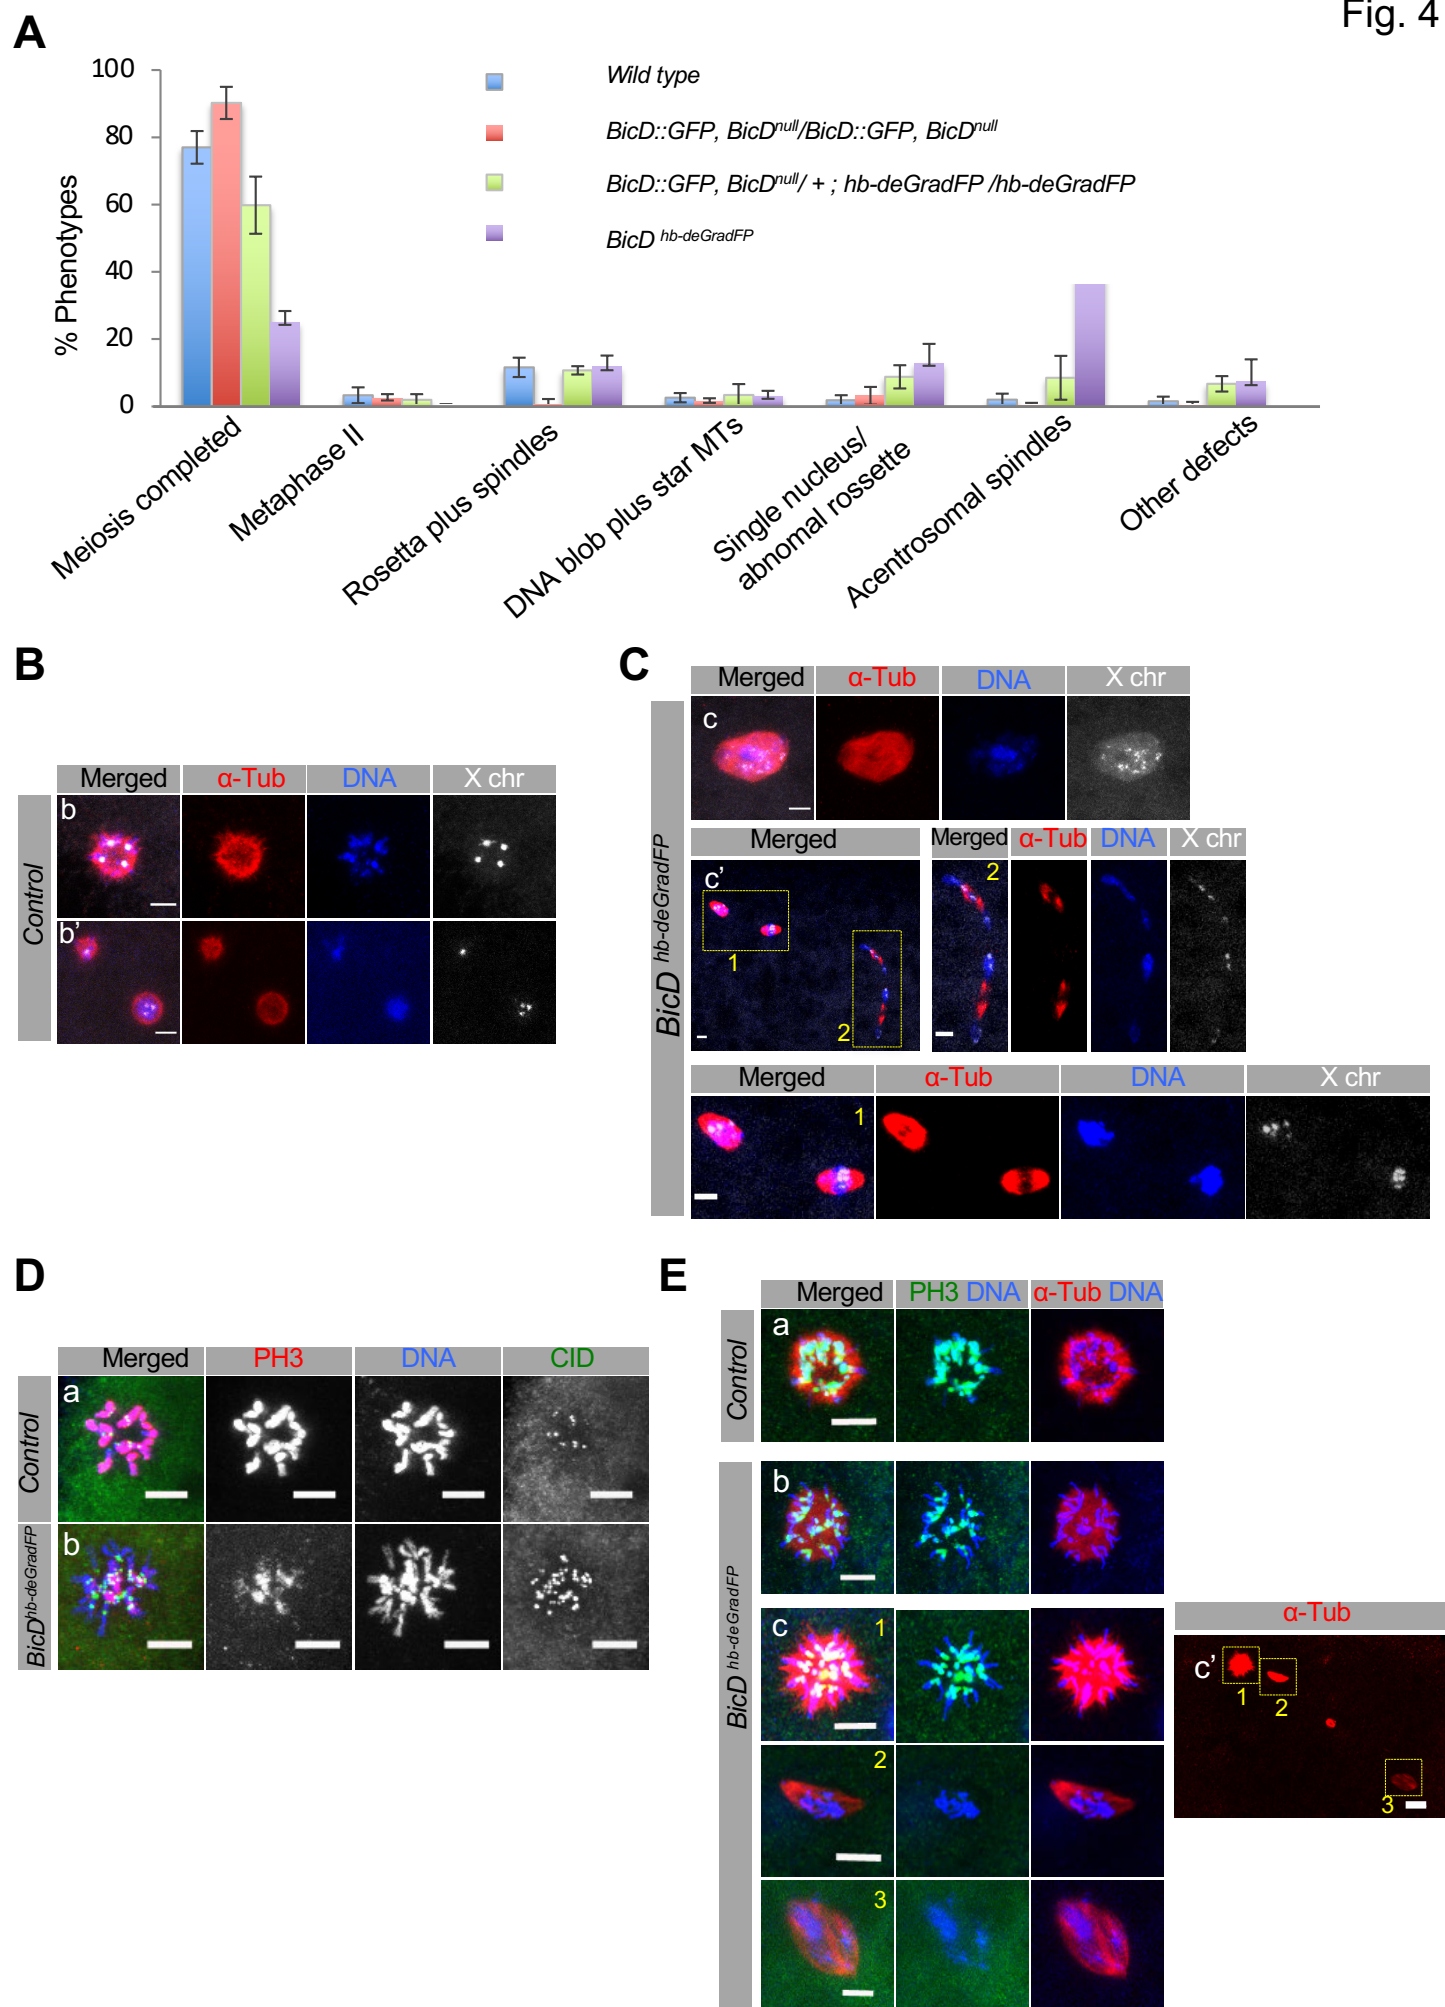 Fig. 4
A
100
80
60
40
20
0
% Phenotypes
Wild type
BicD::GFP, BicDnull/BicD::GFP, BicDnull
BicD::GFP, BicDnull/ + ; hb-deGradFP /hb-deGradFP
BicD hb-deGradFP
Meiosis completed
Metaphase II
Rosetta plus spindles
DNA blob plus star MTs
Single nucleus/
abnomal rossette
Acentrosomal spindles
Other defects
B
Merged α-Tub DNA X chr
Control
b
b'
C
Merged α-Tub DNA X chr
BicD hb-deGradFP
c
Merged
c'
1
2
Merged α-Tub DNA X chr
2
Merged α-Tub DNA X chr
1
D
Merged PH3 DNA CID
Control
a
BicDhb-deGradFP
b
E
Merged PH3 DNA α-Tub DNA
Control
a
BicD hb-deGradFP
b
c 1
2
3
α-Tub
c'
1
2
3